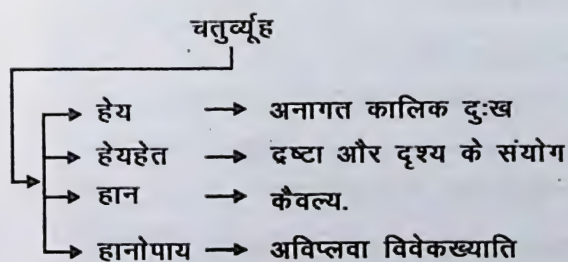 चतुर्व्यूह
हेय → अनागत कालिक दुःख
हेयहेत → द्रष्टा और दृश्य के संयोग
हान → कैवल्य.
हानोपाय → अविप्लवा विवेकख्याति